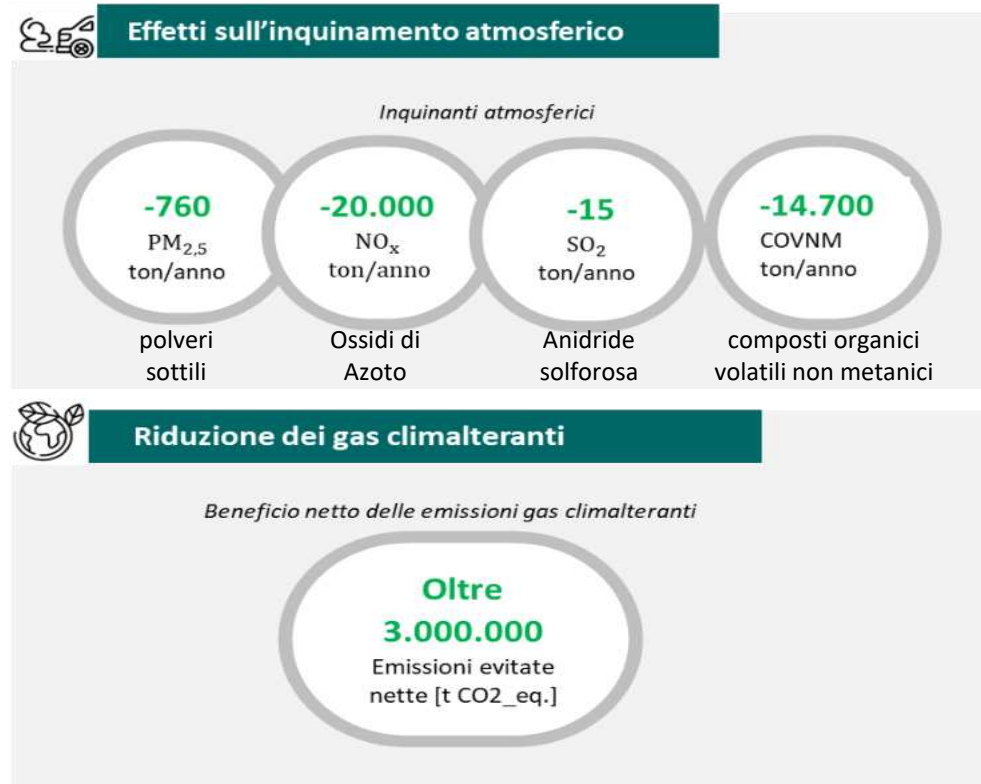 Effetti sull'inquinamento atmosferico
Inquinanti atmosferici
-760
PM2,5
ton/anno
polveri
sottili
-20.000
NOx
ton/anno
Ossidi di
Azoto
-15
SO2
ton/anno
Anidride
solforosa
-14.700
COVNM
ton/anno
composti organici
volatili non metanici
Riduzione dei gas climalteranti
Beneficio netto delle emissioni gas climalteranti
Oltre
3.000.000
Emissioni evitate
nette [t CO2_eq.]